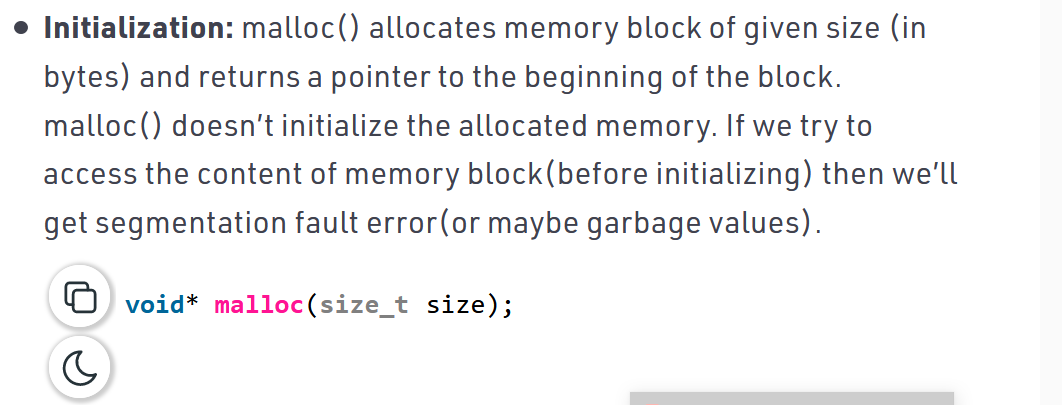 • Initialization: malloc() allocates memory block of given size (in
bytes) and returns a pointer to the beginning of the block.
malloc() doesn’t initialize the allocated memory. If we try to
access the content of memory block(before initializing) then we’ll
get segmentation fault error(or maybe garbage values).
void* malloc(size_t size);